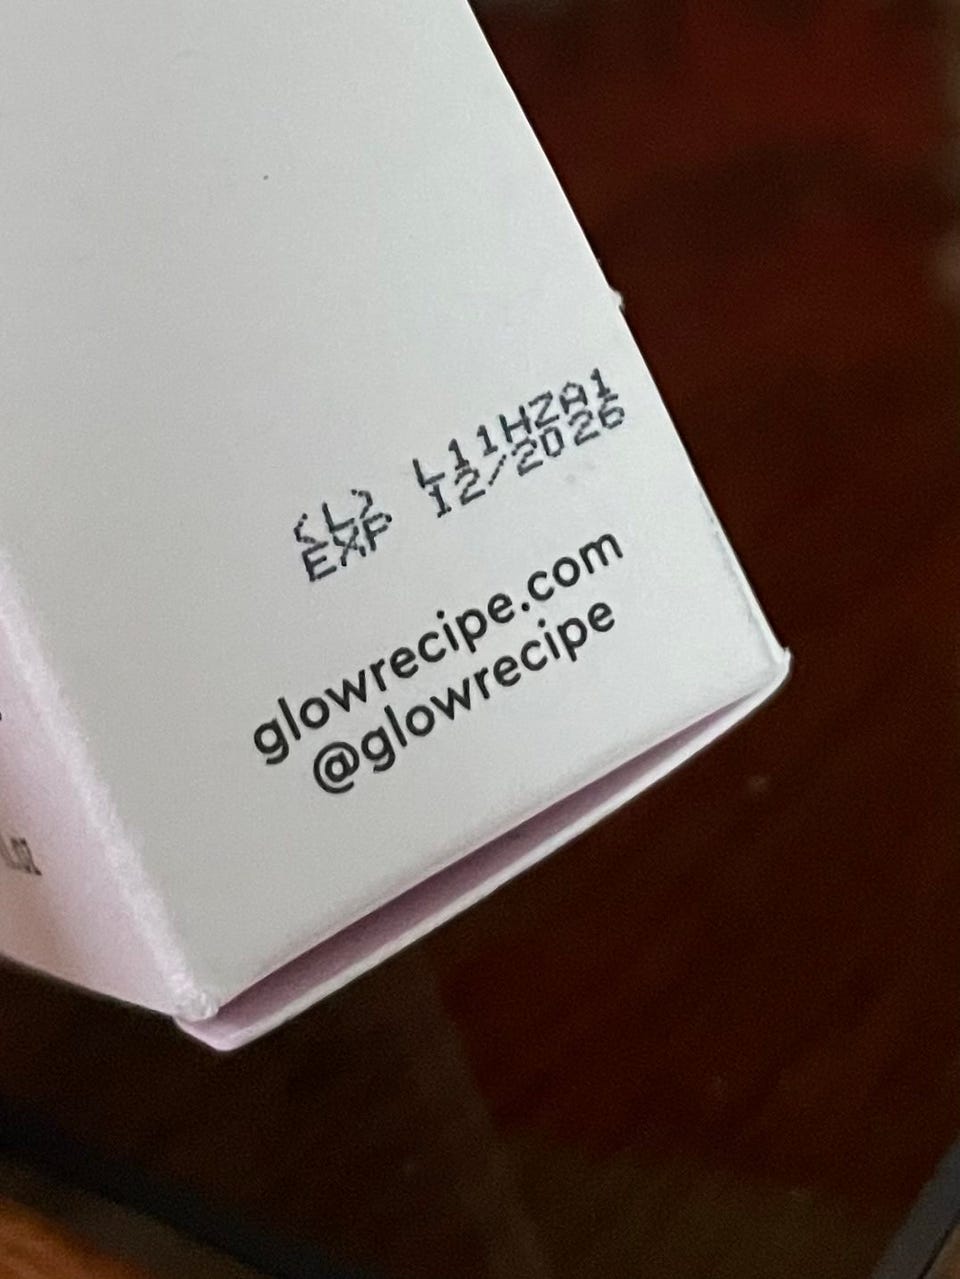 <L> L11HZA1
EXP 12/2026
glowrecipe.com
@glowrecipe